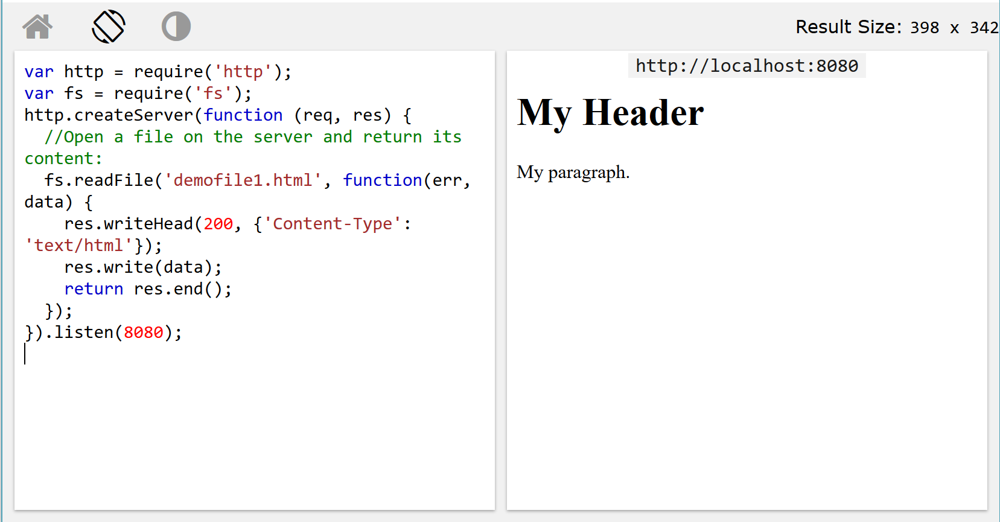 Result Size: 398 x 342
var http = require('http');
var fs = require('fs');
http.createServer(function (req, res) {
  //Open a file on the server and return its
content:
  fs.readFile('demofile1.html', function(err,
data) {
    res.writeHead(200, {'Content-Type':
'text/html'});
    res.write(data);
    return res.end();
  });
}).listen(8080);
http://localhost:8080
My Header
My paragraph.